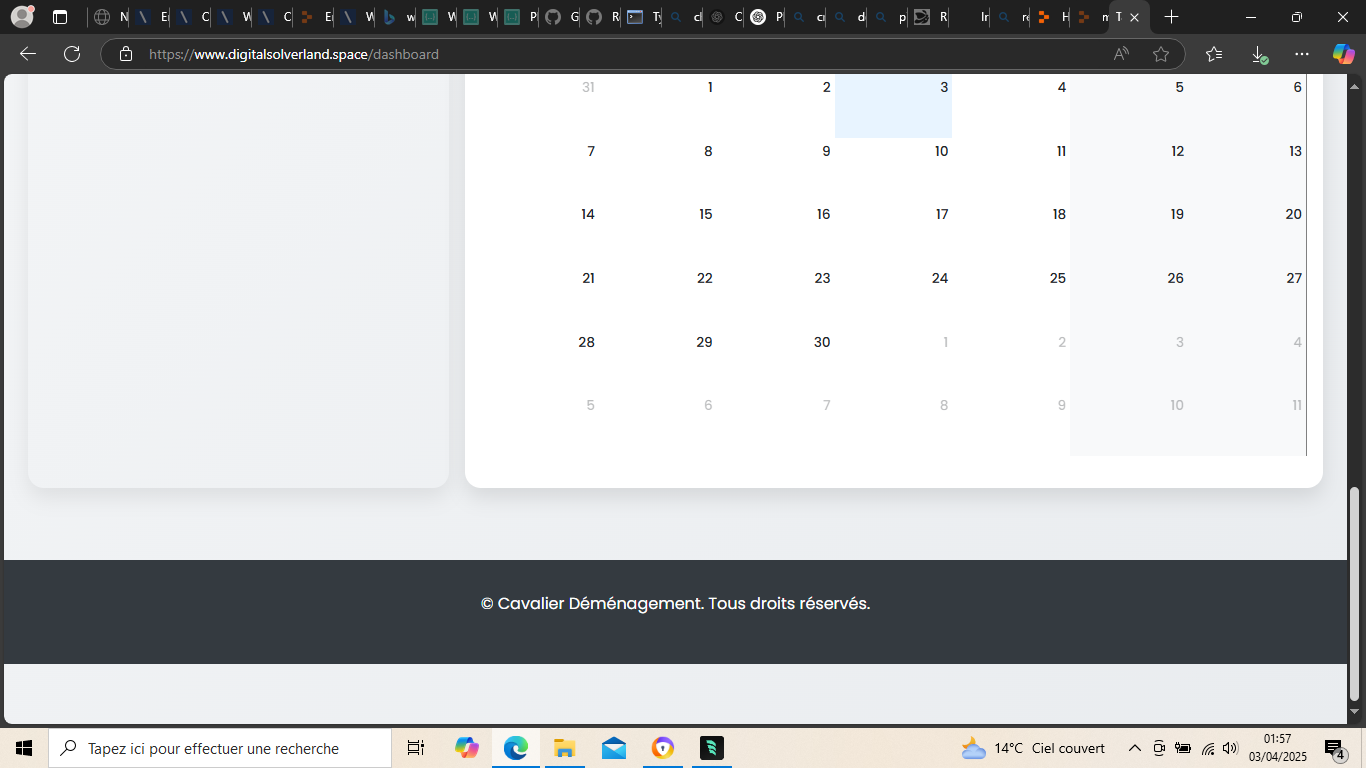 N
E
C
W
C
E
W
w
W
W
P
G
R
Ty
cl
C
P
cr
d
p
R
Ir
re
H
m
T
https://www.digitalsolverland.space/dashboard
31 1 2 3 4 5 6
7 8 9 10 11 12 13
14 15 16 17 18 19 20
21 22 23 24 25 26 27
28 29 30 1 2 3 4
5 6 7 8 9 10 11
© Cavalier Déménagement. Tous droits réservés.
Tapez ici pour effectuer une recherche
14°C Ciel couvert
01:57
03/04/2025
4